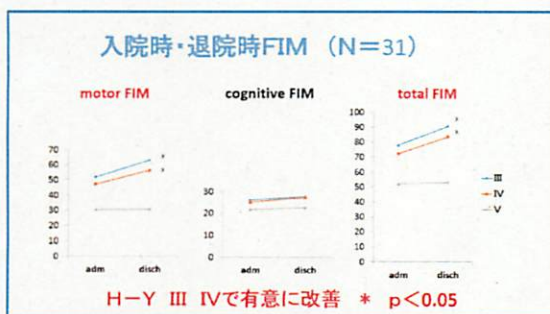 入院時・退院時FIM (N=31)
motor FIM
cognitive FIM
total FIM
70
60
50
40
30
20
10
0
adm disch
30
20
10
0
adm disch
100
90
80
70
60
50
40
30
20
10
0
adm disch
*
*
*
*
III
IV
V
H-Y III IVで有意に改善 * p<0.05